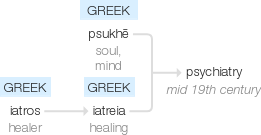 GREEK
psukhē
soul,
mind
GREEK
iatros
healer
GREEK
iatreia
healing
psychiatry
mid 19th century